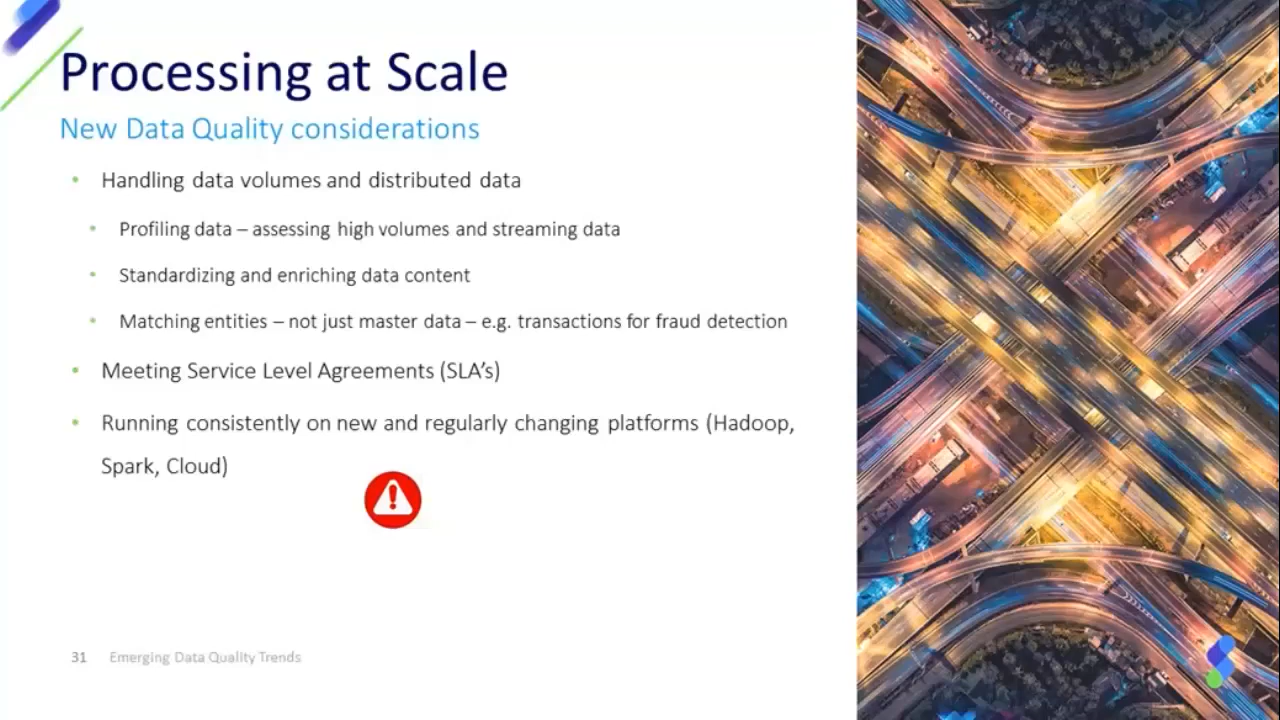 Processing at Scale
New Data Quality considerations
• Handling data volumes and distributed data
• Profiling data – assessing high volumes and streaming data
• Standardizing and enriching data content
• Matching entities – not just master data – e.g. transactions for fraud detection
• Meeting Service Level Agreements (SLA’s)
• Running consistently on new and regularly changing platforms (Hadoop,
Spark, Cloud)
31 Emerging Data Quality Trends